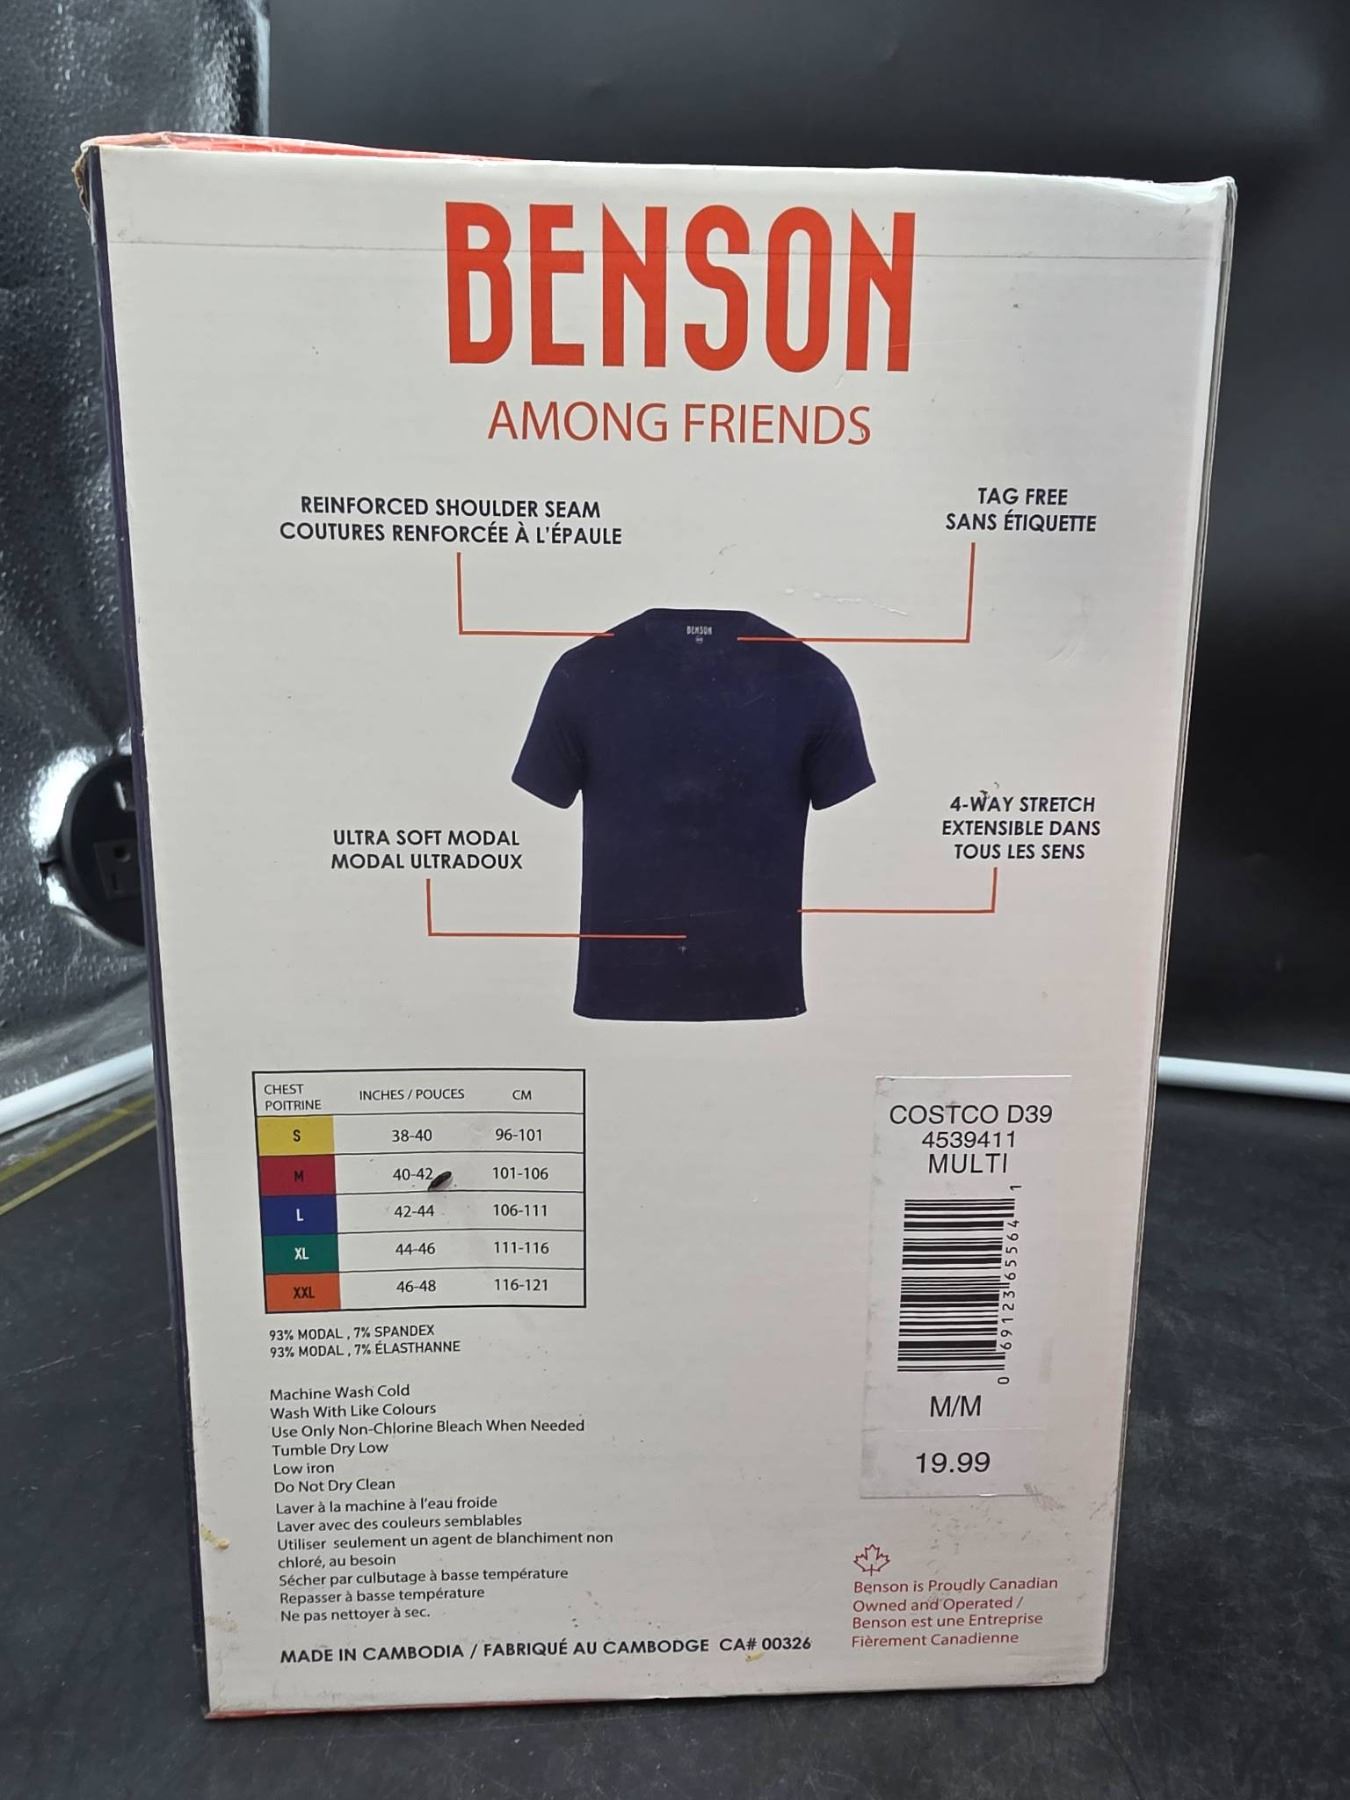 BENSON
AMONG FRIENDS
REINFORCED SHOULDER SEAM
COUTURES RENFORCÉE À L'ÉPAULE
TAG FREE
SANS ÉTIQUETTE
BENSON
ULTRA SOFT MODAL
MODAL ULTRADOUX
4-WAY STRETCH
EXTENSIBLE DANS
TOUS LES SENS
CHEST
POITRINE
INCHES / POUCES CM
S 38-40 96-101
M 40-42 101-106
L 42-44 106-111
XL 44-46 111-116
XXL 46-48 116-121
93% MODAL , 7% SPANDEX
93% MODAL , 7% ÉLASTHANNE
Machine Wash Cold
Wash With Like Colours
Use Only Non-Chlorine Bleach When Needed
Tumble Dry Low
Low iron
Do Not Dry Clean
Laver à la machine à l'eau froide
Laver avec des couleurs semblables
Utiliser seulement un agent de blanchiment non
chloré, au besoin
Sécher par culbutage à basse température
Repasser à basse température
Ne pas nettoyer à sec.
MADE IN CAMBODIA / FABRIQUÉ AU CAMBODGE CA# 00326
COSTCO D39
4539411
MULTI
0 69123 65564 1
M/M
19.99
Benson is Proudly Canadian
Owned and Operated /
Benson est une Entreprise
Fièrement Canadienne